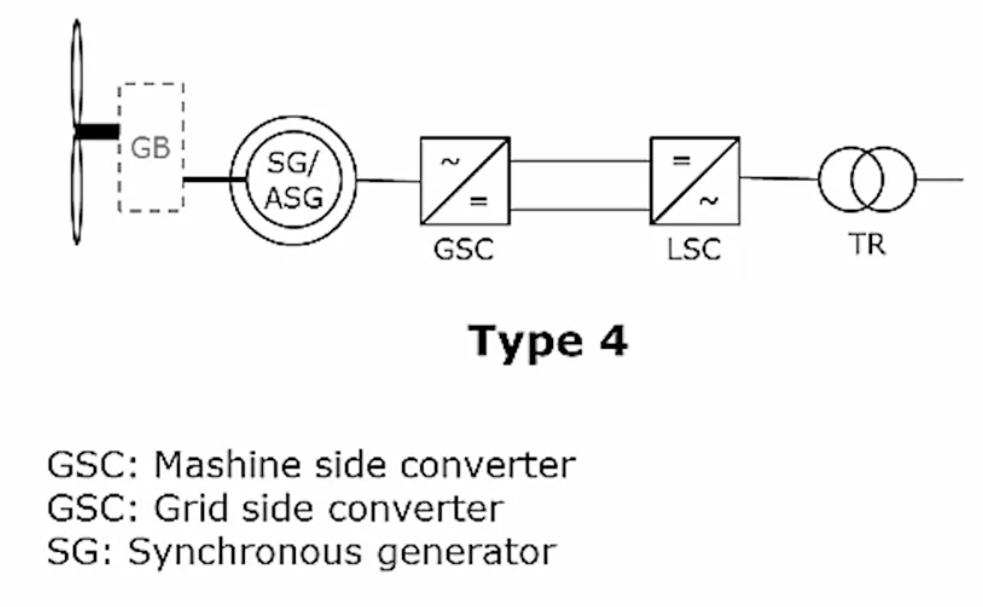 GB
SG/
ASG
~
=
=
~
GSC
LSC
TR
Type 4
GSC: Mashine side converter
GSC: Grid side converter
SG: Synchronous generator